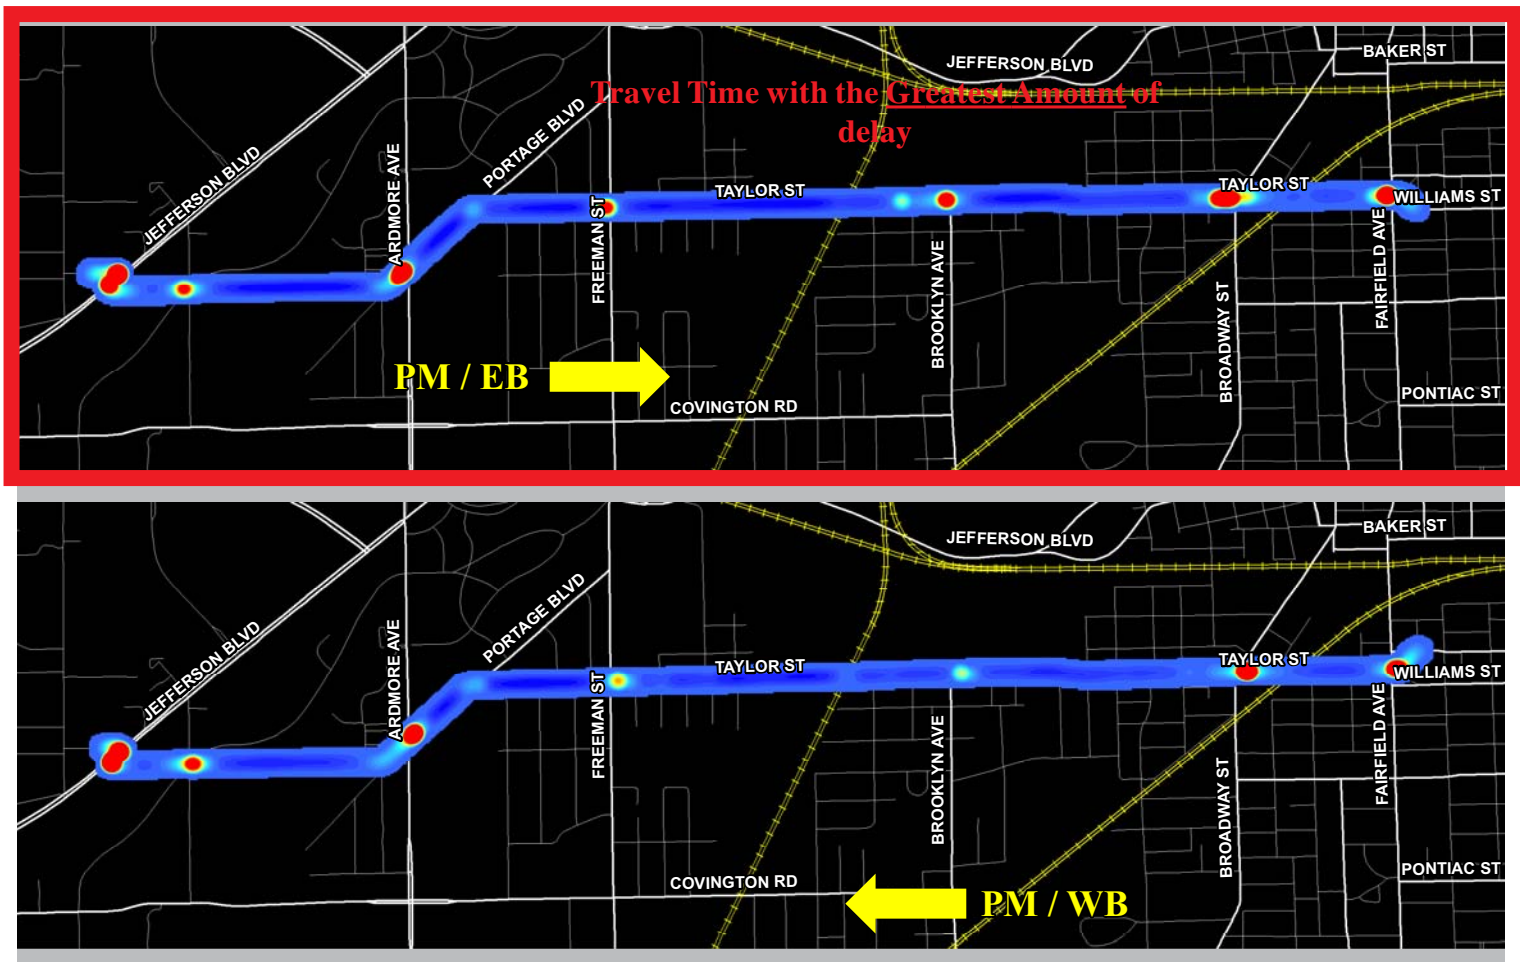 BAKER ST
JEFFERSON BLVD
Travel Time with the Greatest Amount of
delay
PORTAGE BLVD
JEFFERSON BLVD
ARDMORE AVE
TAYLOR ST
TAYLOR ST
WILLIAMS ST
FREEMAN ST
BROOKLYN AVE
BROADWAY ST
FAIRFIELD AVE
PM / EB
PONTIAC ST
COVINGTON RD
BAKER ST
JEFFERSON BLVD
PORTAGE BLVD
JEFFERSON BLVD
ARDMORE AVE
TAYLOR ST
TAYLOR ST
WILLIAMS ST
FREEMAN ST
BROOKLYN AVE
BROADWAY ST
FAIRFIELD AVE
PONTIAC ST
COVINGTON RD
PM / WB